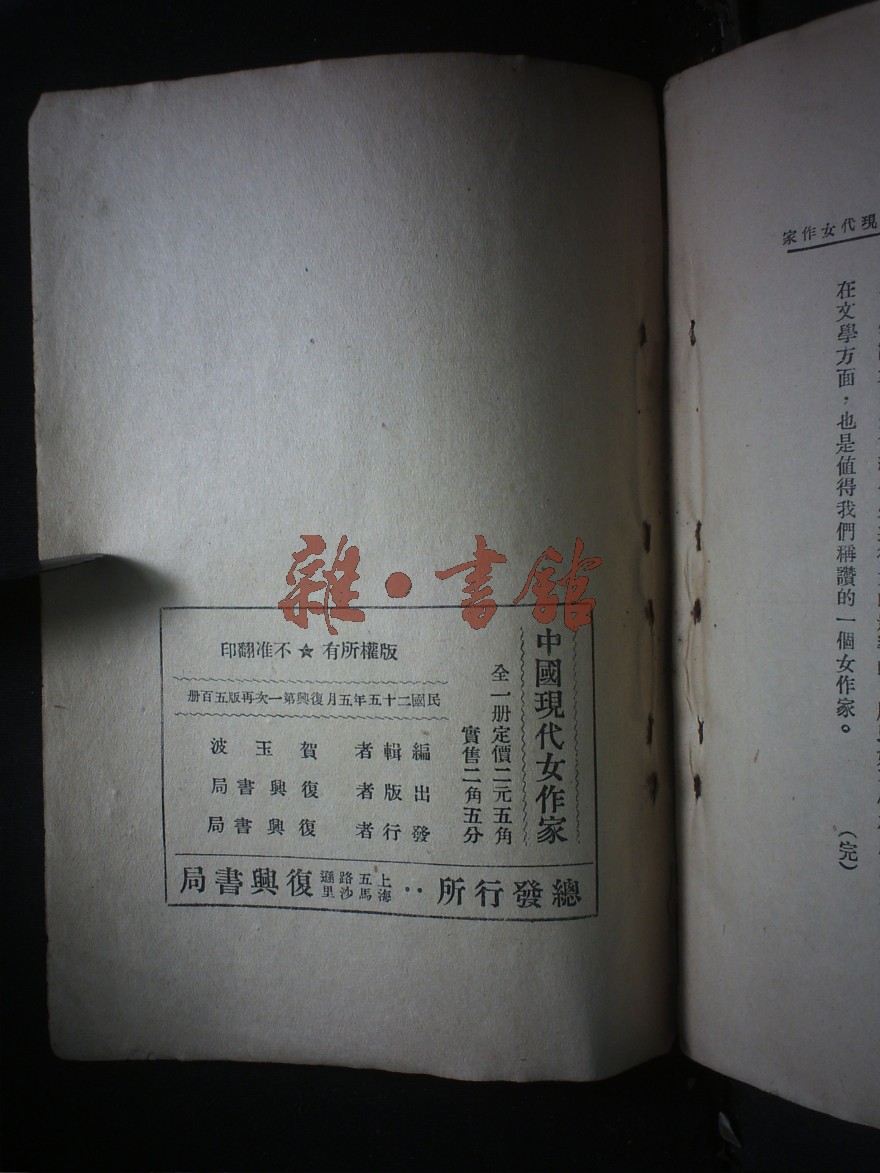 現代女作家
在文學方面，也是值得我們稱讚的一個女作家。
（完）
雜·書館
中國現代女作家
全一册定價二元五角
實售二角五分
版權所有☆不准翻印
民國二十五年五月復興第一次再版五百册
編輯者 賀玉波
出版者 復興書局
發行者 復興書局
總發行所：上海五馬路沙遜里復興書局